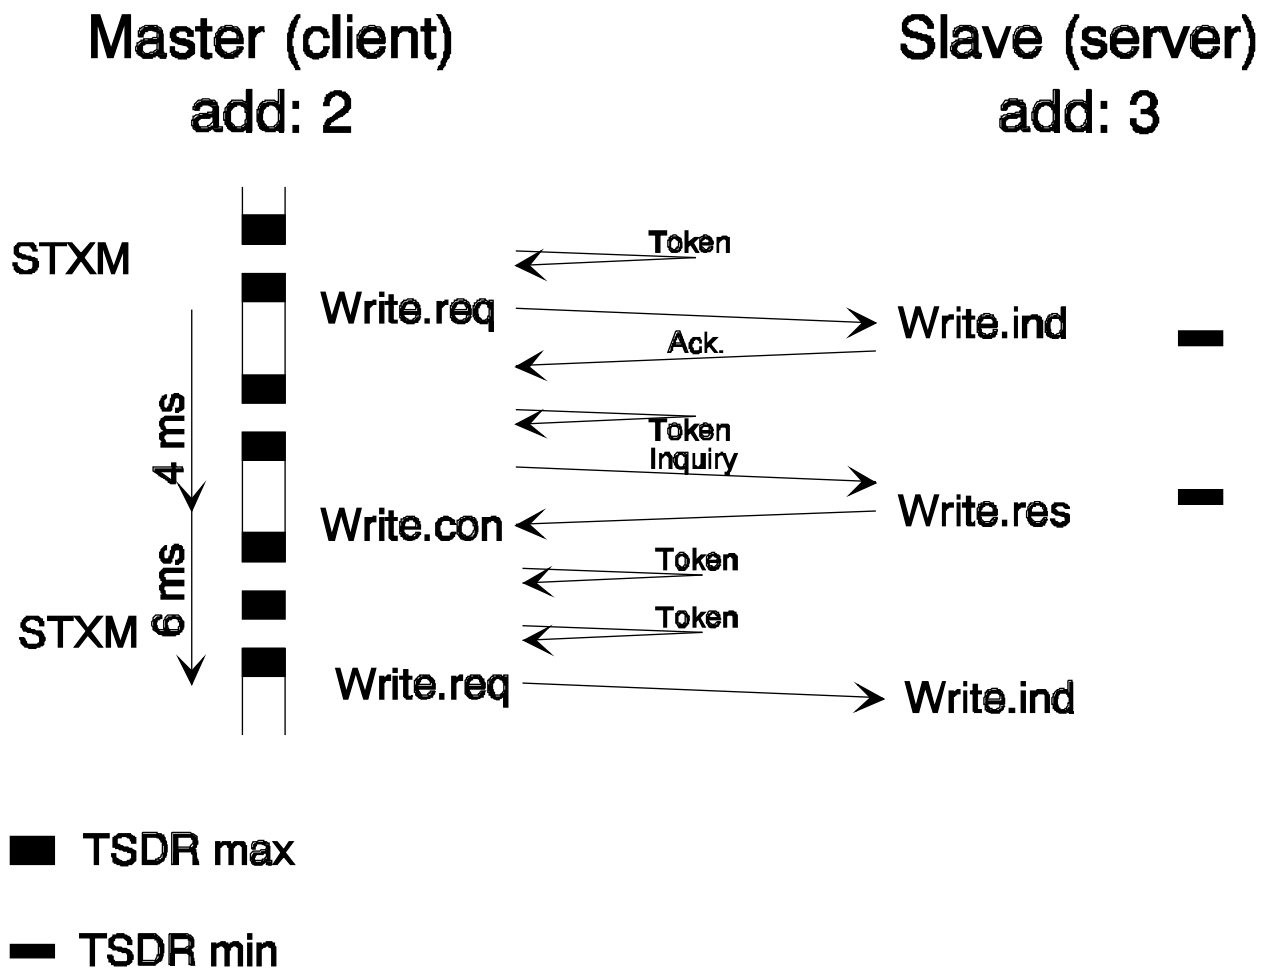 Master (client)
add: 2
Slave (server)
add: 3
STXM
Token
Write.req
Write.ind
Ack.
4 ms
Token
Inquiry
Write.con
Write.res
6 ms
Token
STXM
Token
Write.req
Write.ind
TSDR max
TSDR min